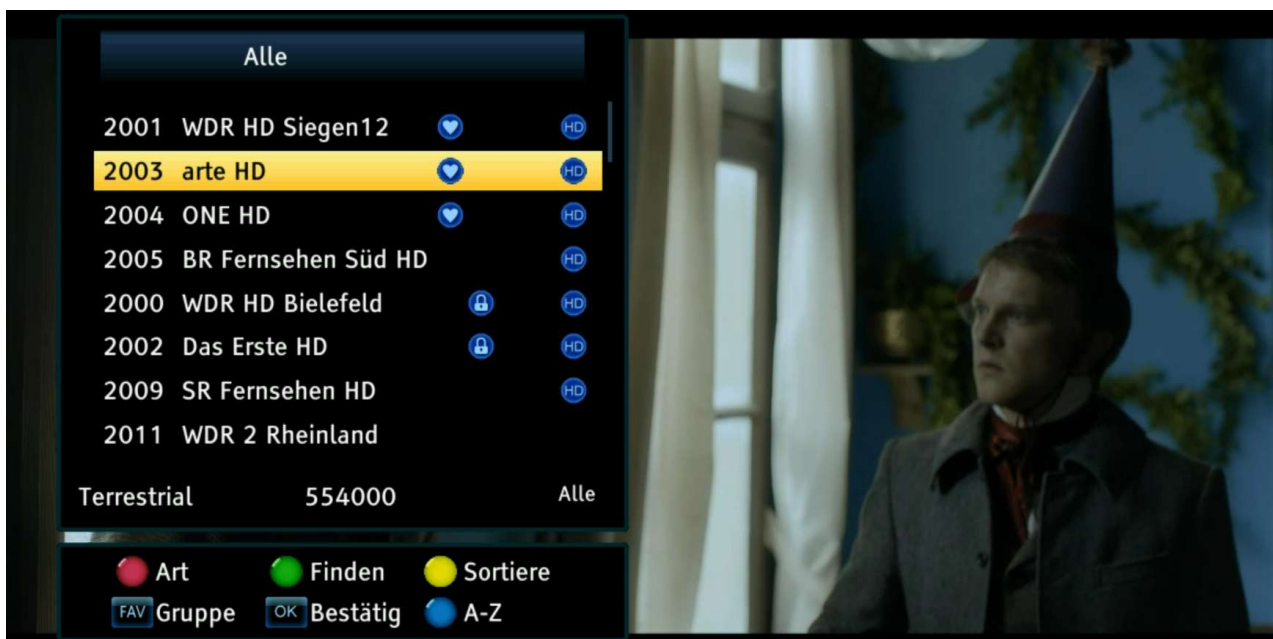 Alle
2001 WDR HD Siegen12 HD
2003 arte HD HD
2004 ONE HD HD
2005 BR Fernsehen Süd HD HD
2000 WDR HD Bielefeld HD
2002 Das Erste HD HD
2009 SR Fernsehen HD HD
2011 WDR 2 Rheinland
Terrestrial 554000 Alle
Art Finden Sortiere
FAV Gruppe OK Bestätig A-Z